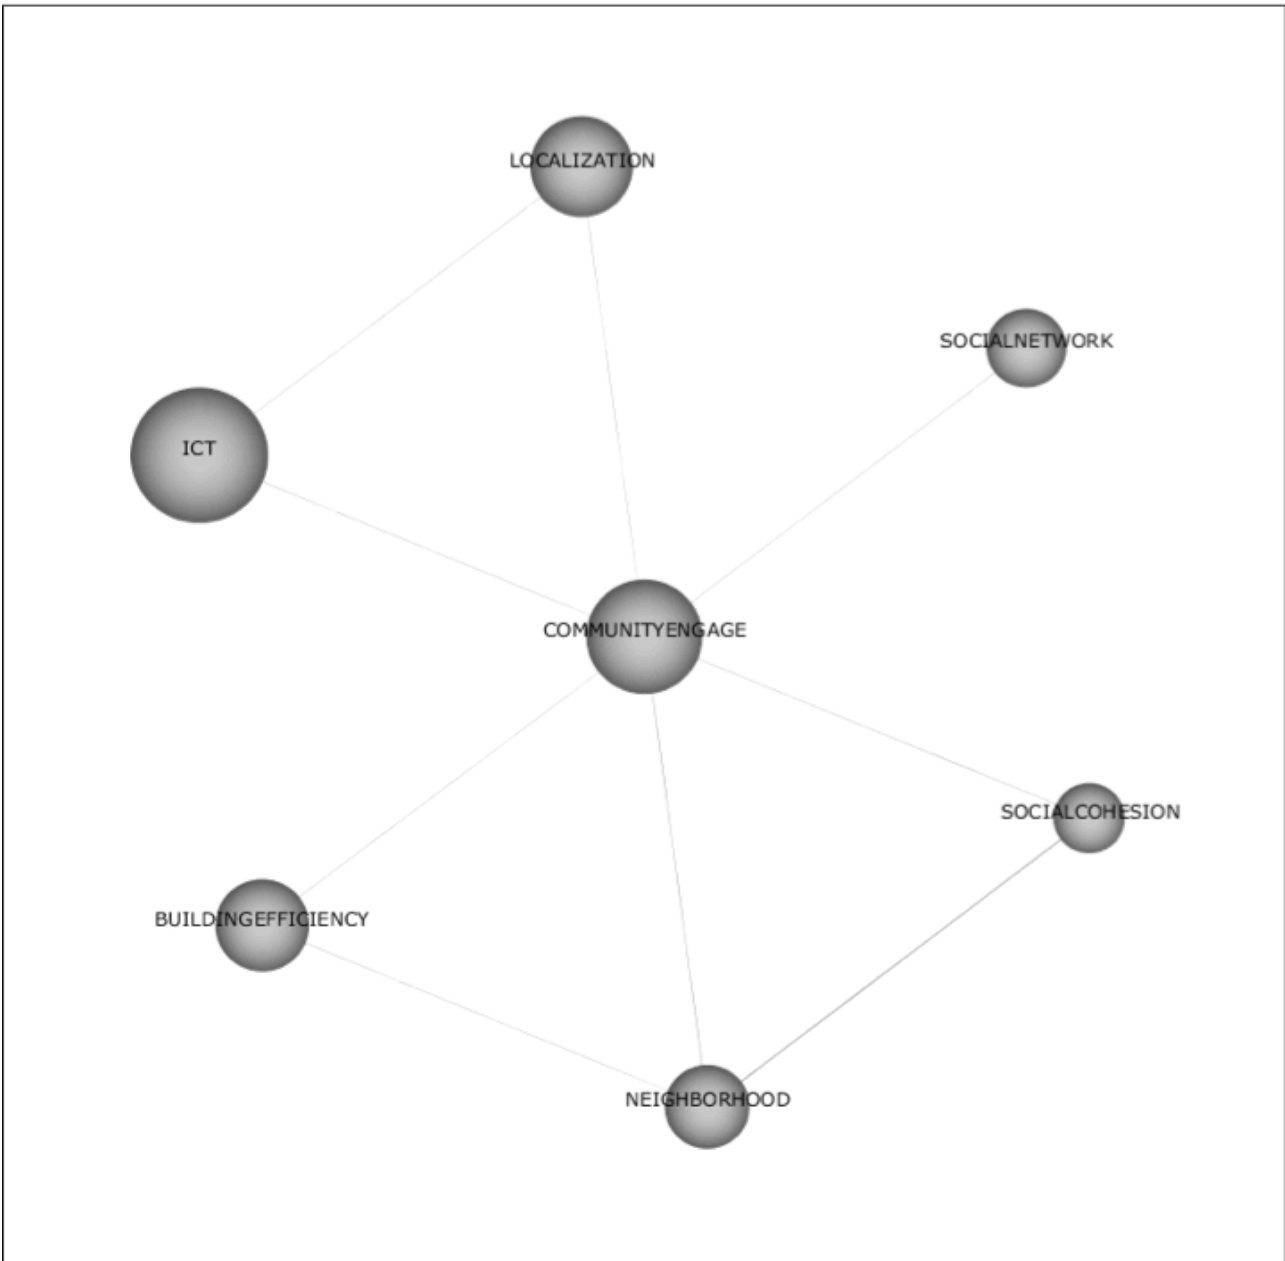 LOCALIZATION
SOCIALNETWORK
ICT
COMMUNITYENGAGE
SOCIALCOHESION
BUILDINGEFFICIENCY
NEIGHBORHOOD